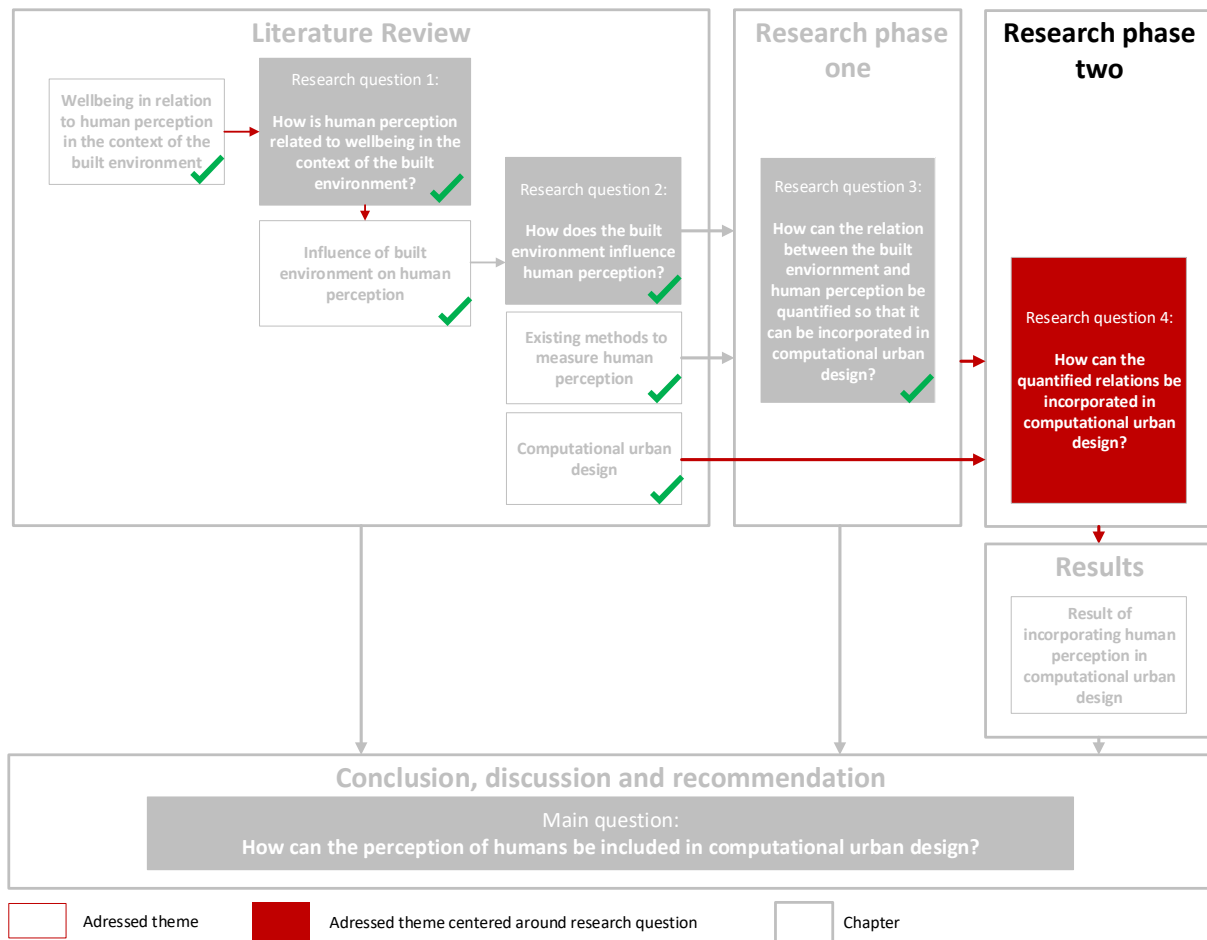 Literature Review
Wellbeing in relation
to human perception
in the context of the
built environment
Research question 1:
How is human perception
related to wellbeing in the
context of the built
environment?
Influence of built
environment on human
perception
Research question 2:
How does the built
environment influence
human perception?
Existing methods to
measure human
perception
Computational urban
design
Research phase
one
Research question 3:
How can the relation
between the built
enviornment and
human perception be
quantified so that it
can be incorporated in
computational urban
design?
Research phase
two
Research question 4:
How can the
quantified relations be
incorporated in
computational urban
design?
Results
Result of
incorporating human
perception in
computational urban
design
Conclusion, discussion and recommendation
Main question:
How can the perception of humans be included in computational urban design?
Adressed theme
Adressed theme centered around research question
Chapter